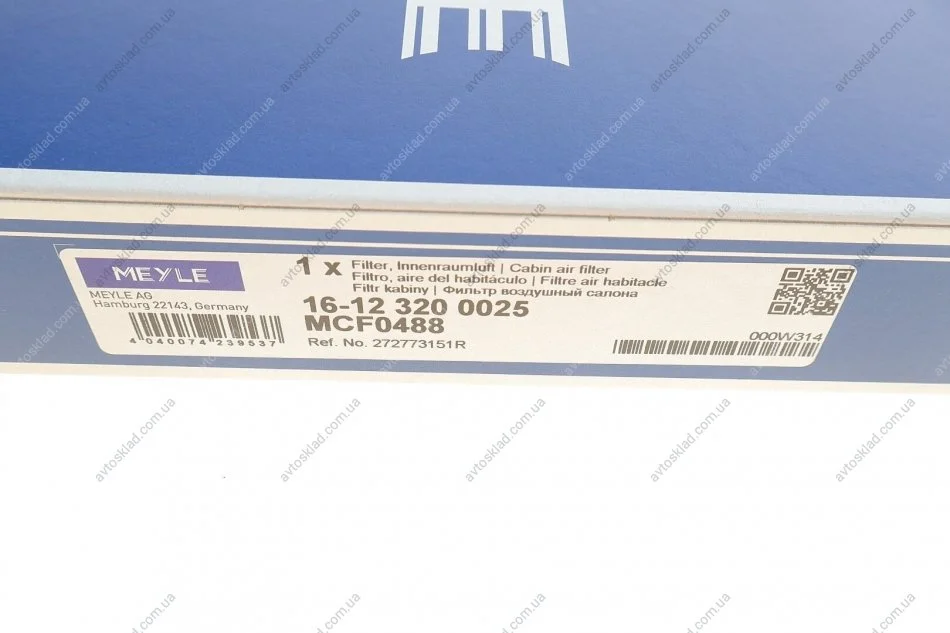 MEYLE
MEYLE AG
Hamburg 22143, Germany
4 040074 239537
1 x Filter, Innenraumluft | Cabin air filter
Filtro, aire del habitáculo | Filtre air habitacle
Filtr kabiny | Фильтр воздушный салона
16-12 320 0025
MCF0488
Ref. No. 272773151R
000W314
avtosklad.com.ua